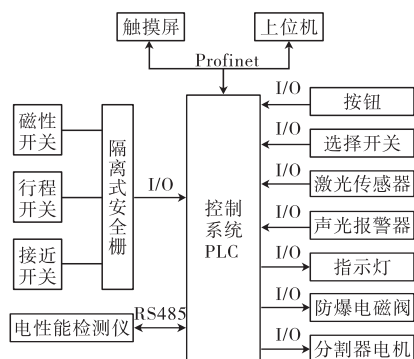 触摸屏
上位机
Profinet
磁性
开关
行程
开关
接近
开关
隔离式安全栅
I/O
控制
系统
PLC
电性能检测仪
RS485
I/O
按钮
I/O
选择开关
I/O
激光传感器
I/O
声光报警器
I/O
指示灯
I/O
防爆电磁阀
I/O
分割器电机